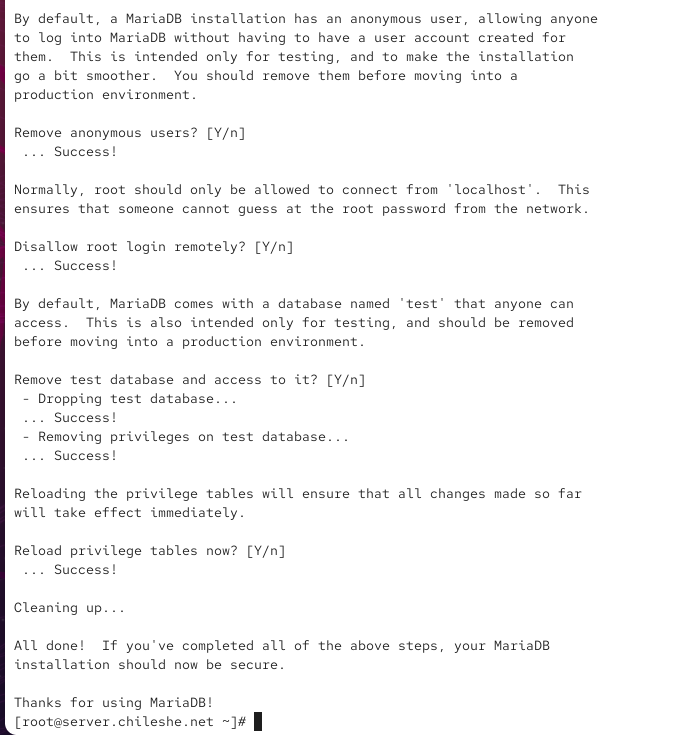 By default, a MariaDB installation has an anonymous user, allowing anyone
to log into MariaDB without having to have a user account created for
them.  This is intended only for testing, and to make the installation
go a bit smoother.  You should remove them before moving into a
production environment.

Remove anonymous users? [Y/n]
 ... Success!

Normally, root should only be allowed to connect from 'localhost'.  This
ensures that someone cannot guess at the root password from the network.

Disallow root login remotely? [Y/n]
 ... Success!

By default, MariaDB comes with a database named 'test' that anyone can
access.  This is also intended only for testing, and should be removed
before moving into a production environment.

Remove test database and access to it? [Y/n]
 - Dropping test database...
 ... Success!
 - Removing privileges on test database...
 ... Success!

Reloading the privilege tables will ensure that all changes made so far
will take effect immediately.

Reload privilege tables now? [Y/n]
 ... Success!

Cleaning up...

All done!  If you've completed all of the above steps, your MariaDB
installation should now be secure.

Thanks for using MariaDB!
[root@server.chileshe.net ~]#